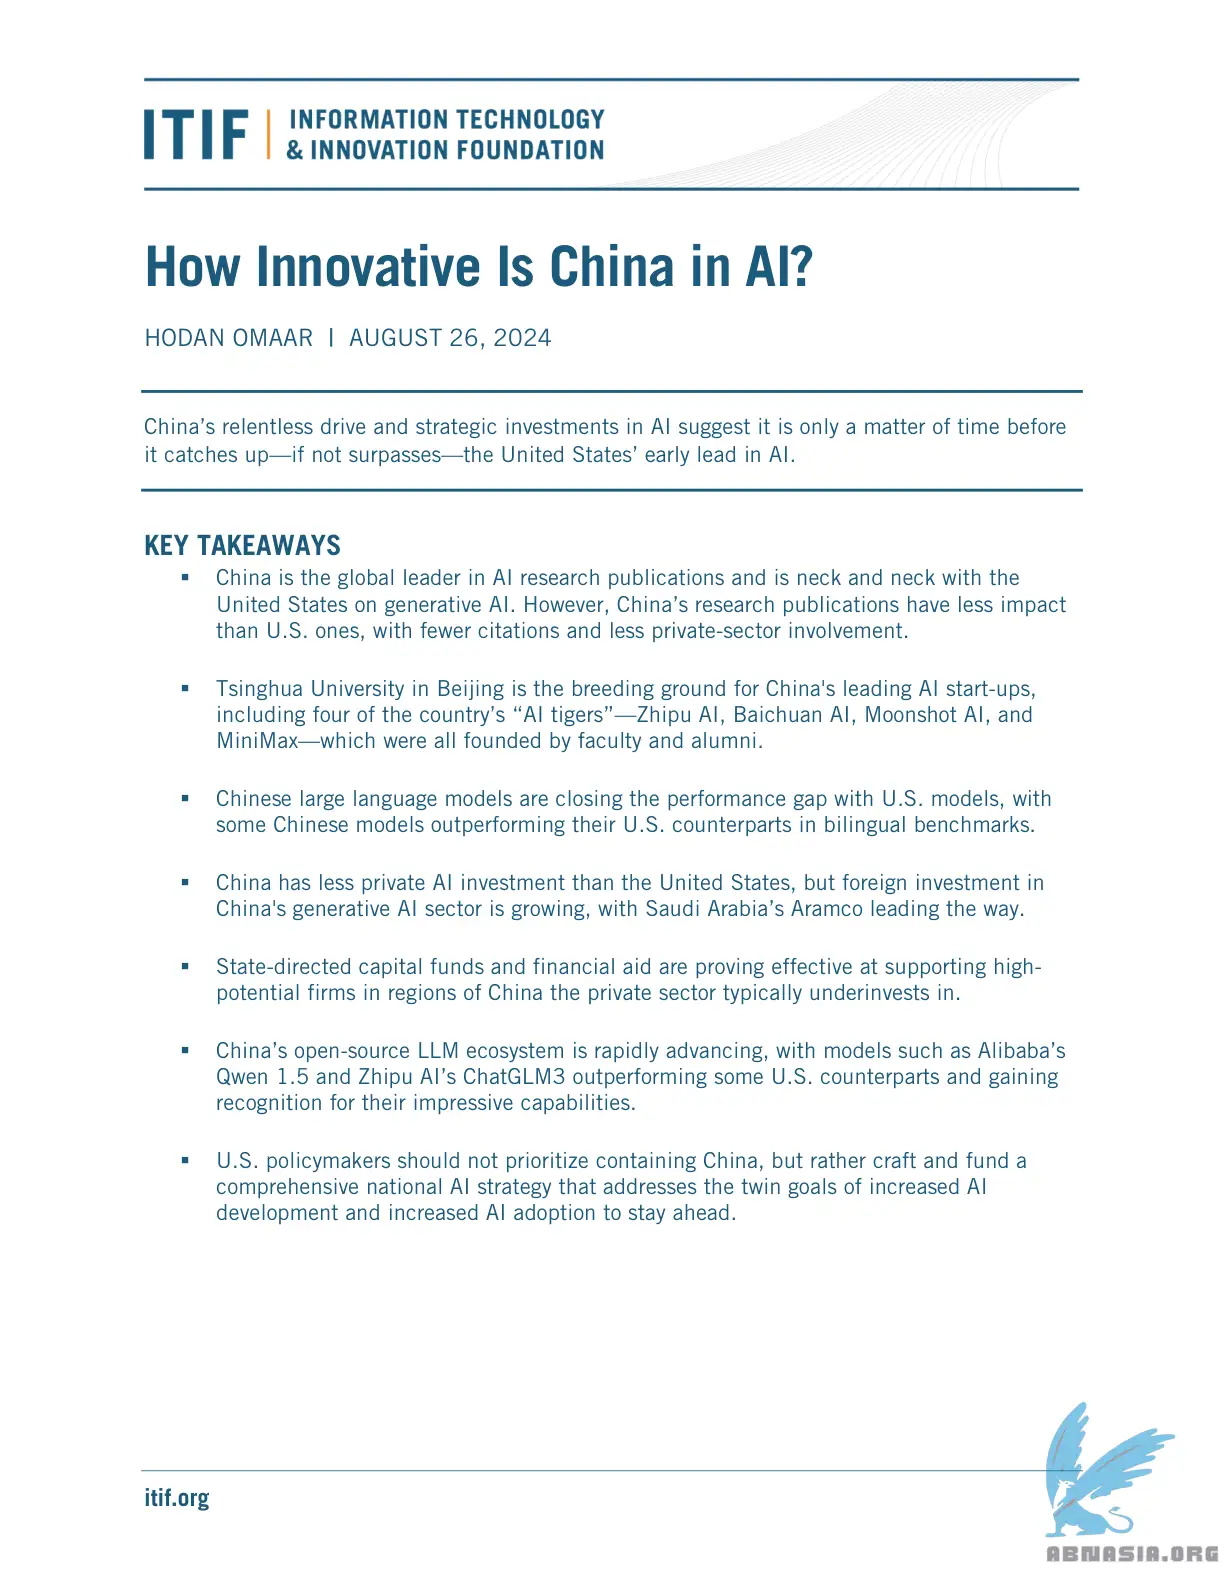 ITIF | INFORMATION TECHNOLOGY
& INNOVATION FOUNDATION
How Innovative Is China in AI?
HODAN OMAAR | AUGUST 26, 2024
China’s relentless drive and strategic investments in AI suggest it is only a matter of time before
it catches up—if not surpasses—the United States’ early lead in AI.
KEY TAKEAWAYS
▪ China is the global leader in AI research publications and is neck and neck with the
United States on generative AI. However, China’s research publications have less impact
than U.S. ones, with fewer citations and less private-sector involvement.
▪ Tsinghua University in Beijing is the breeding ground for China's leading AI start-ups,
including four of the country’s “AI tigers”—Zhipu AI, Baichuan AI, Moonshot AI, and
MiniMax—which were all founded by faculty and alumni.
▪ Chinese large language models are closing the performance gap with U.S. models, with
some Chinese models outperforming their U.S. counterparts in bilingual benchmarks.
▪ China has less private AI investment than the United States, but foreign investment in
China's generative AI sector is growing, with Saudi Arabia’s Aramco leading the way.
▪ State-directed capital funds and financial aid are proving effective at supporting high-
potential firms in regions of China the private sector typically underinvests in.
▪ China’s open-source LLM ecosystem is rapidly advancing, with models such as Alibaba’s
Qwen 1.5 and Zhipu AI’s ChatGLM3 outperforming some U.S. counterparts and gaining
recognition for their impressive capabilities.
▪ U.S. policymakers should not prioritize containing China, but rather craft and fund a
comprehensive national AI strategy that addresses the twin goals of increased AI
development and increased AI adoption to stay ahead.
itif.org
ABNASIA.ORG